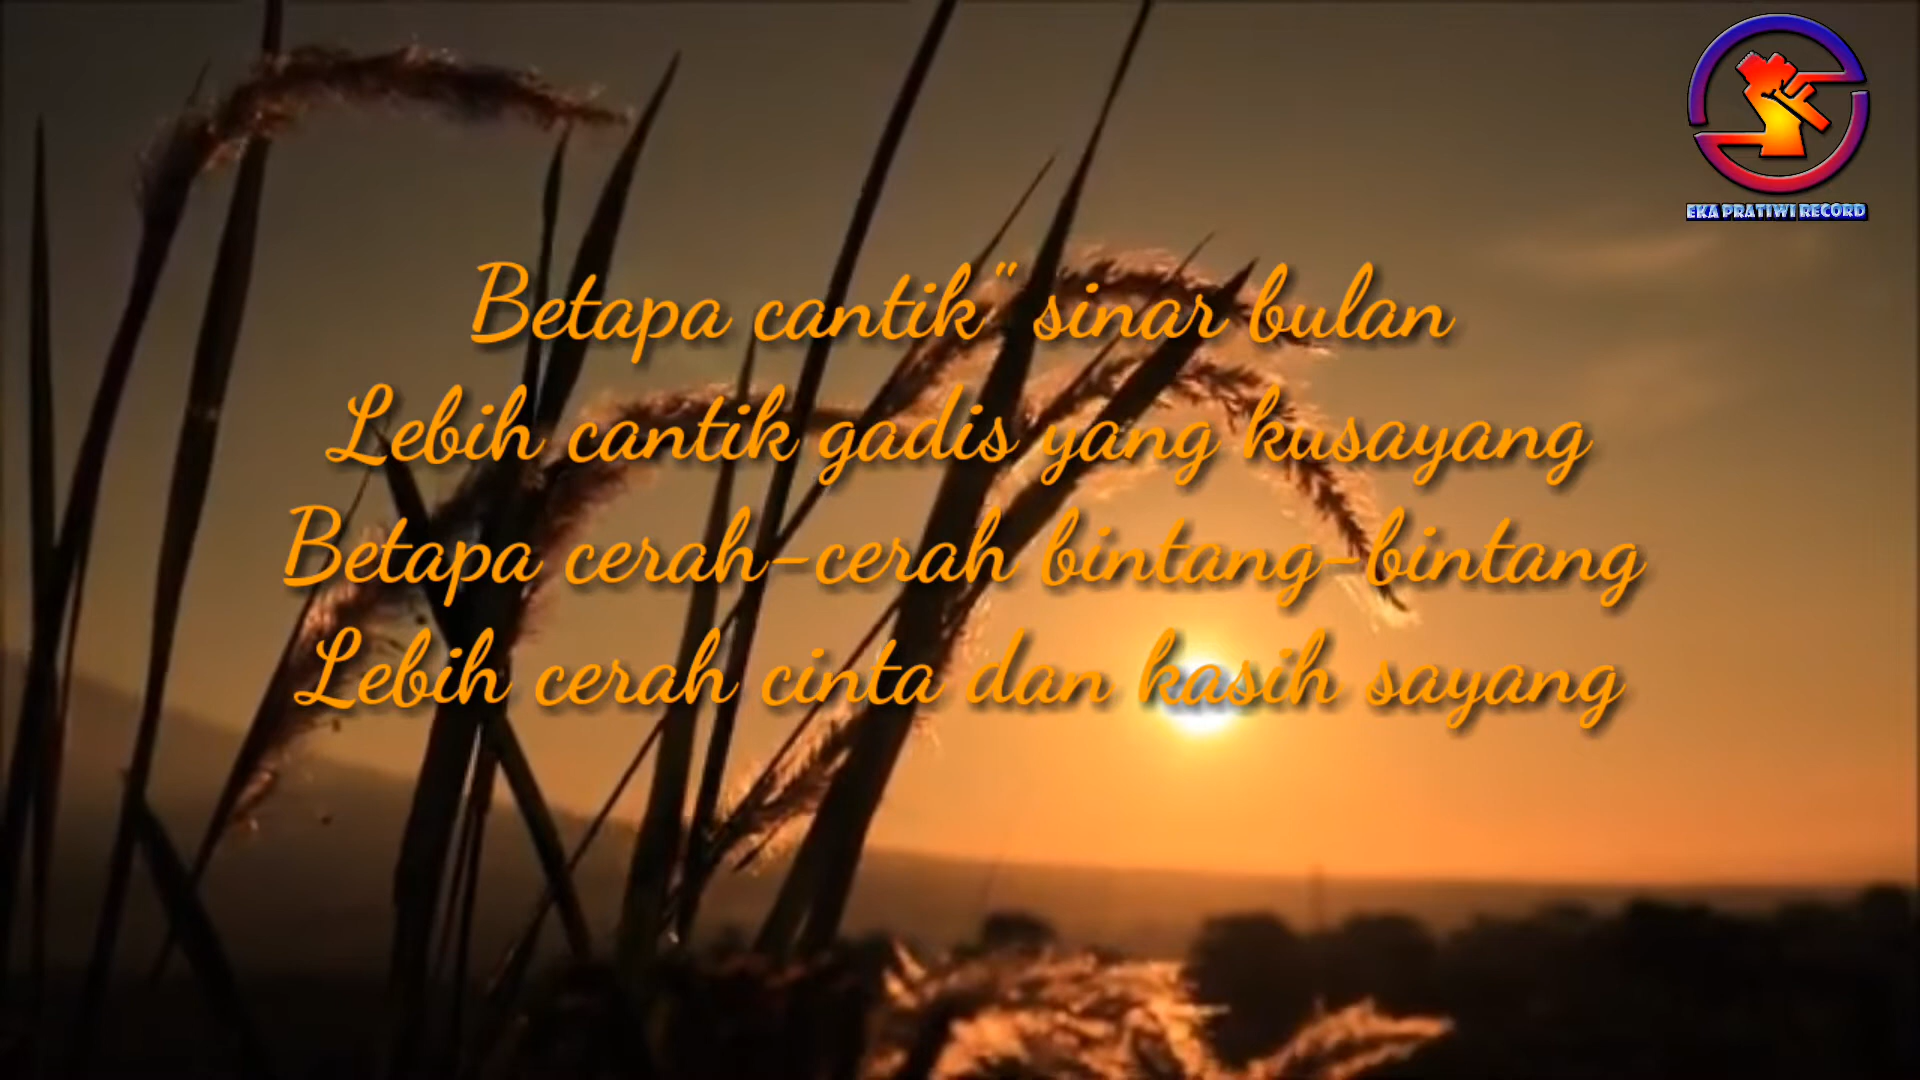 EKA PRATIWI RECORD
Betapa cantik" sinar bulan
Lebih cantik gadis yang kusayang
Betapa cerah-cerah bintang-bintang
Lebih cerah cinta dan kasih sayang